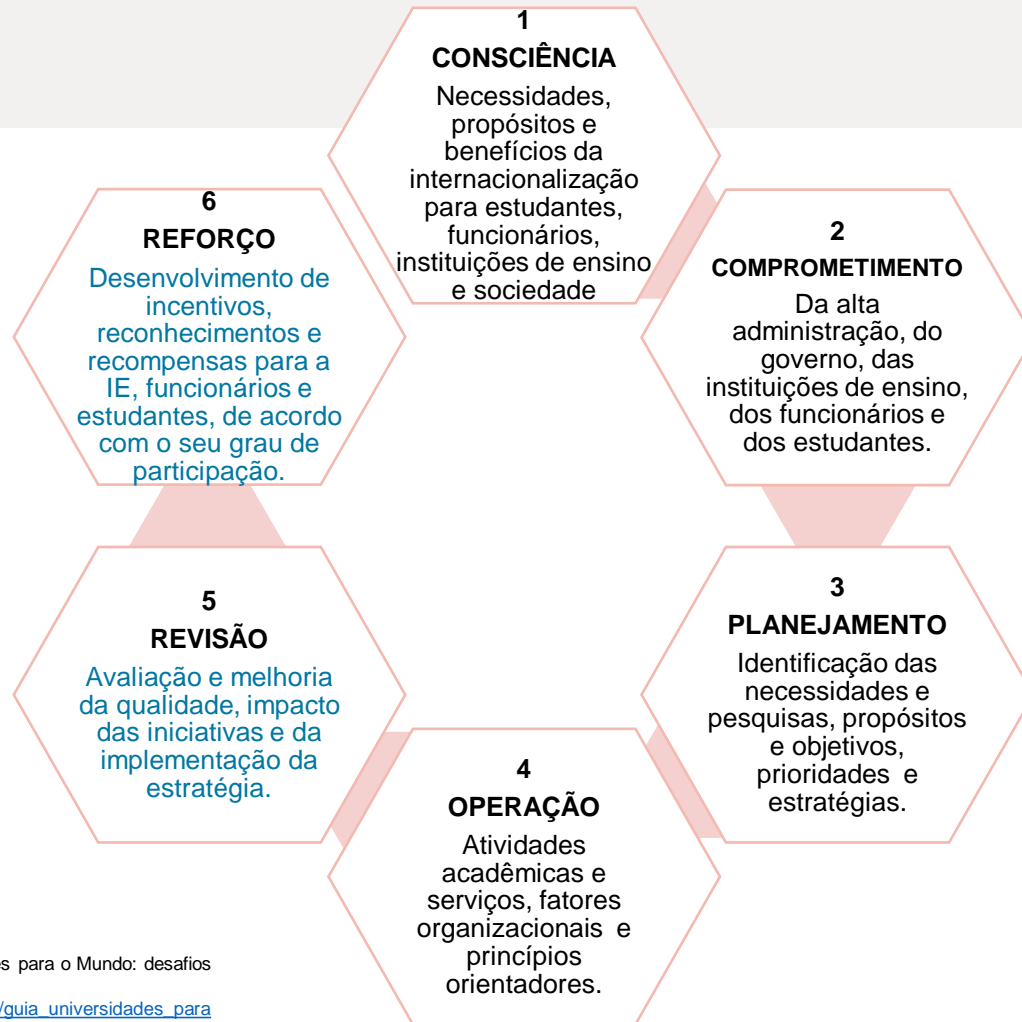 1
CONSCIÊNCIA
Necessidades,
propósitos e
benefícios da
internacionalização
para estudantes,
funcionários,
instituições de ensino
e sociedade
2
COMPROMETIMENTO
Da alta
administração, do
governo, das
instituições de ensino,
dos funcionários e
dos estudantes.
3
PLANEJAMENTO
Identificação das
necessidades e
pesquisas, propósitos
e objetivos,
prioridades e
estratégias.
4
OPERAÇÃO
Atividades
acadêmicas e
serviços, fatores
organizacionais e
princípios
orientadores.
5
REVISÃO
Avaliação e melhoria
da qualidade, impacto
das iniciativas e da
implementação da
estratégia.
6
REFORÇO
Desenvolvimento de
incentivos,
reconhecimentos e
recompensas para a
IE, funcionários e
estudantes, de acordo
com o seu grau de
participação.
es para o Mundo: desafios
/guia_universidades_para